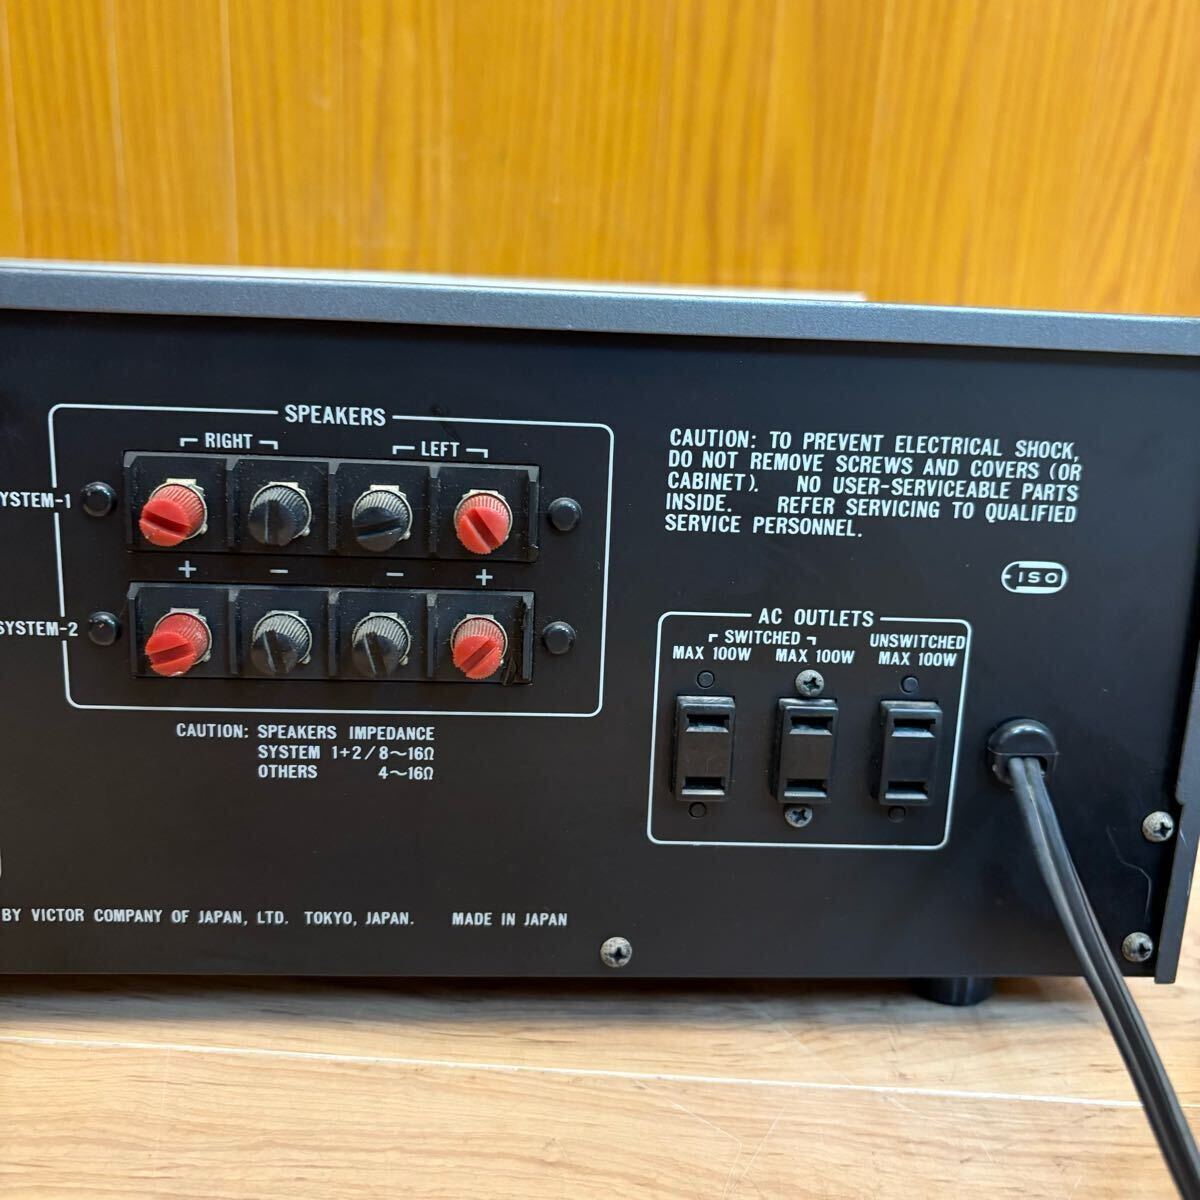 SPEAKERS
RIGHT LEFT
YSTEM-1
+ - - +
SYSTEM-2
CAUTION: SPEAKERS IMPEDANCE
SYSTEM 1+2/8~16Ω
OTHERS 4~16Ω
CAUTION: TO PREVENT ELECTRICAL SHOCK,
DO NOT REMOVE SCREWS AND COVERS (OR
CABINET). NO USER-SERVICEABLE PARTS
INSIDE. REFER SERVICING TO QUALIFIED
SERVICE PERSONNEL.
ISO
AC OUTLETS
SWITCHED UNSWITCHED
MAX 100W MAX 100W MAX 100W
BY VICTOR COMPANY OF JAPAN, LTD. TOKYO, JAPAN. MADE IN JAPAN